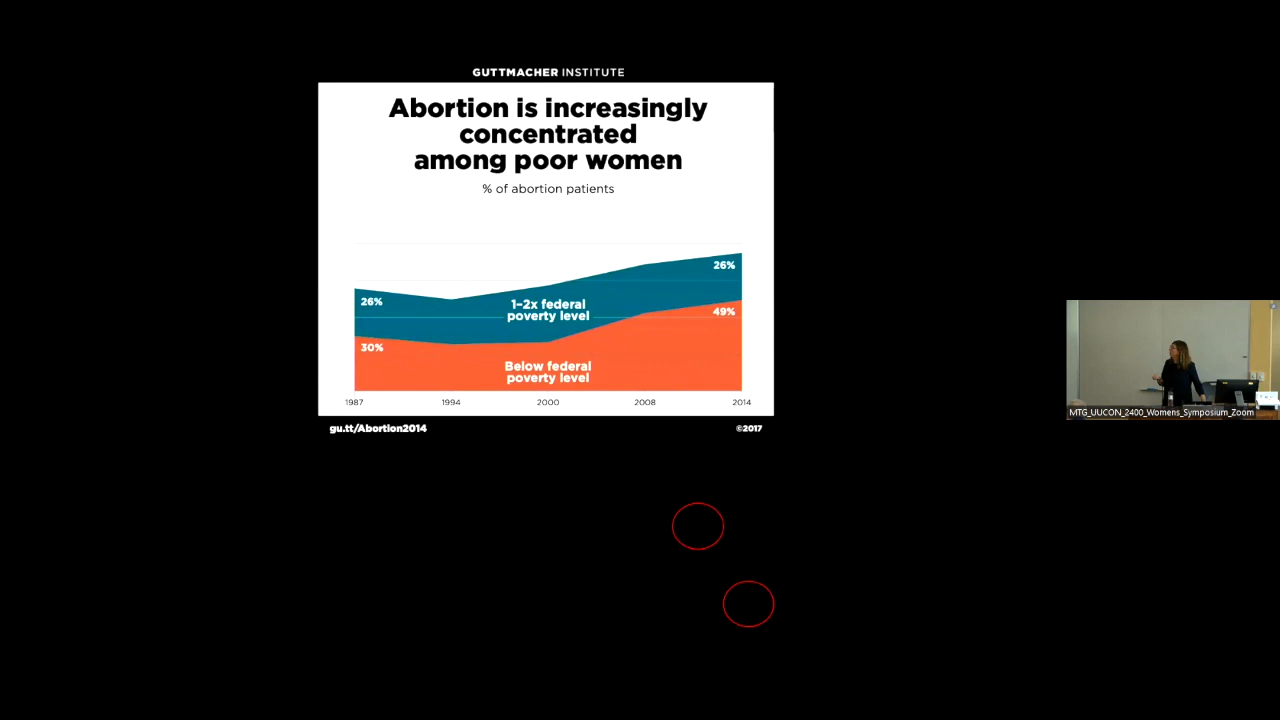 GUTTMACHER INSTITUTE
Abortion is increasingly
concentrated
among poor women
% of abortion patients
26%
26%
1–2x federal
poverty level
49%
30%
Below federal
poverty level
1987 1994 2000 2008 2014
gu.tt/Abortion2014 ©2017
MTG_UUCON_2400_Womens_Symposium_Zoom